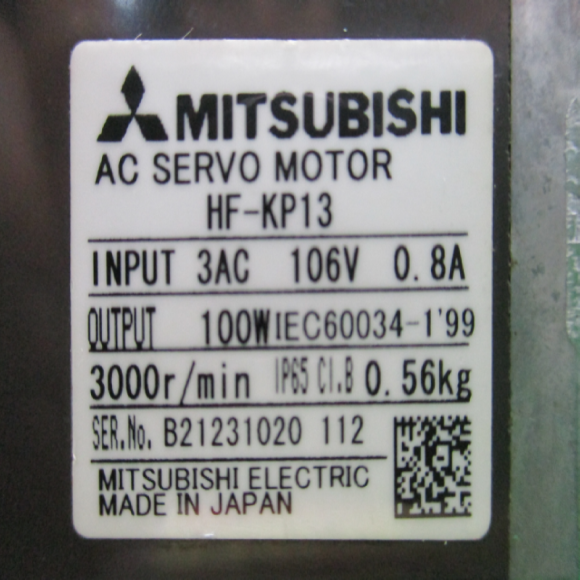 MITSUBISHI
AC SERVO MOTOR
HF-KP13
INPUT 3AC 106V 0.8A
OUTPUT 100W IEC60034-1'99
3000r/min IP65 CI.B 0.56kg
SER.No. B21231020 112
MITSUBISHI ELECTRIC
MADE IN JAPAN